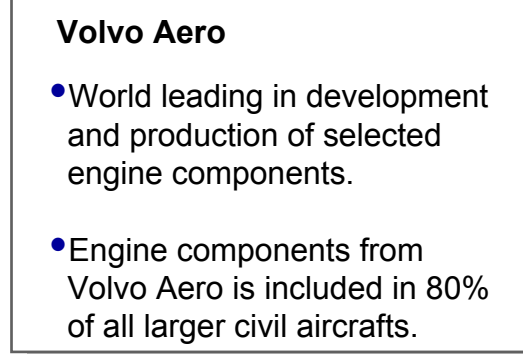 Volvo Aero
•World leading in development
and production of selected
engine components.
•Engine components from
Volvo Aero is included in 80%
of all larger civil aircrafts.